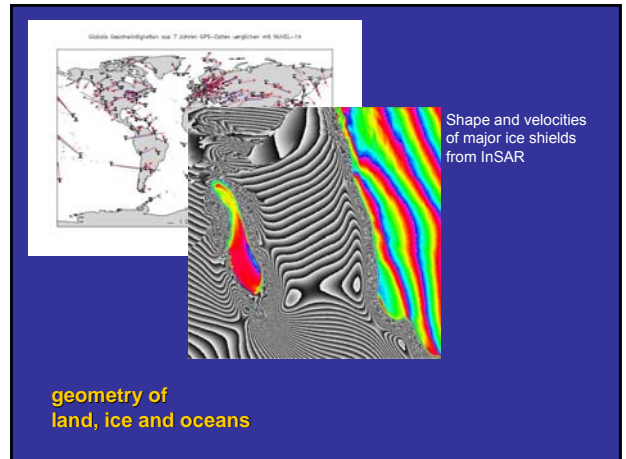 Globale Geschwindigkeiten aus 7 Jahren GPS-Daten verglichen mit NUVEL-1A
Shape and velocities
of major ice shields
from InSAR
geometry of
land, ice and oceans